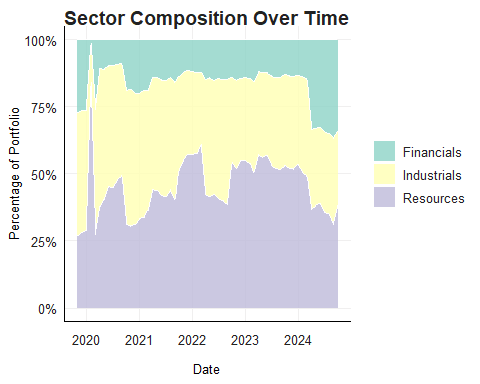 Sector Composition Over Time
100%
75%
50%
25%
0%
Percentage of Portfolio
2020 2021 2022 2023 2024
Date
Financials
Industrials
Resources